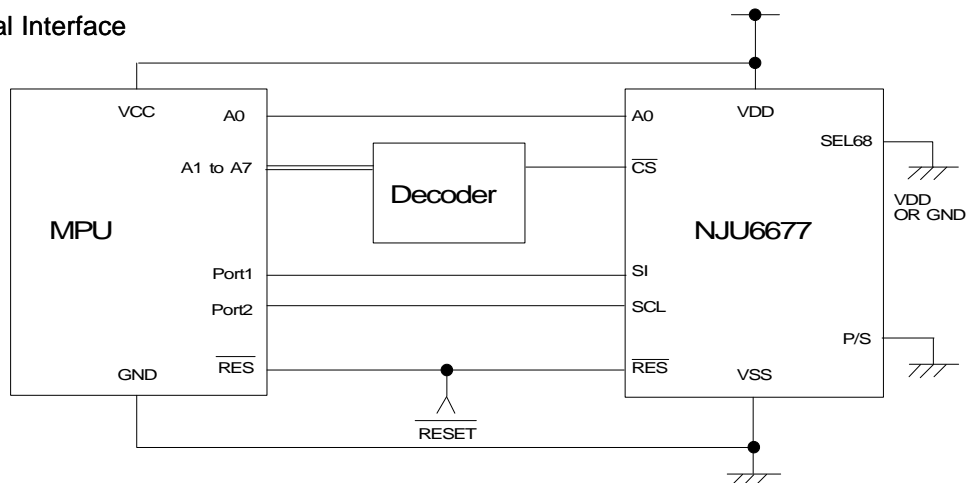 al Interface
VCC
A0
A1 to A7
MPU
Port1
Port2
RES
GND
Decoder
RESET
A0
VDD
SEL68
CS
VDD
OR GND
NJU6677
SI
SCL
P/S
RES
VSS